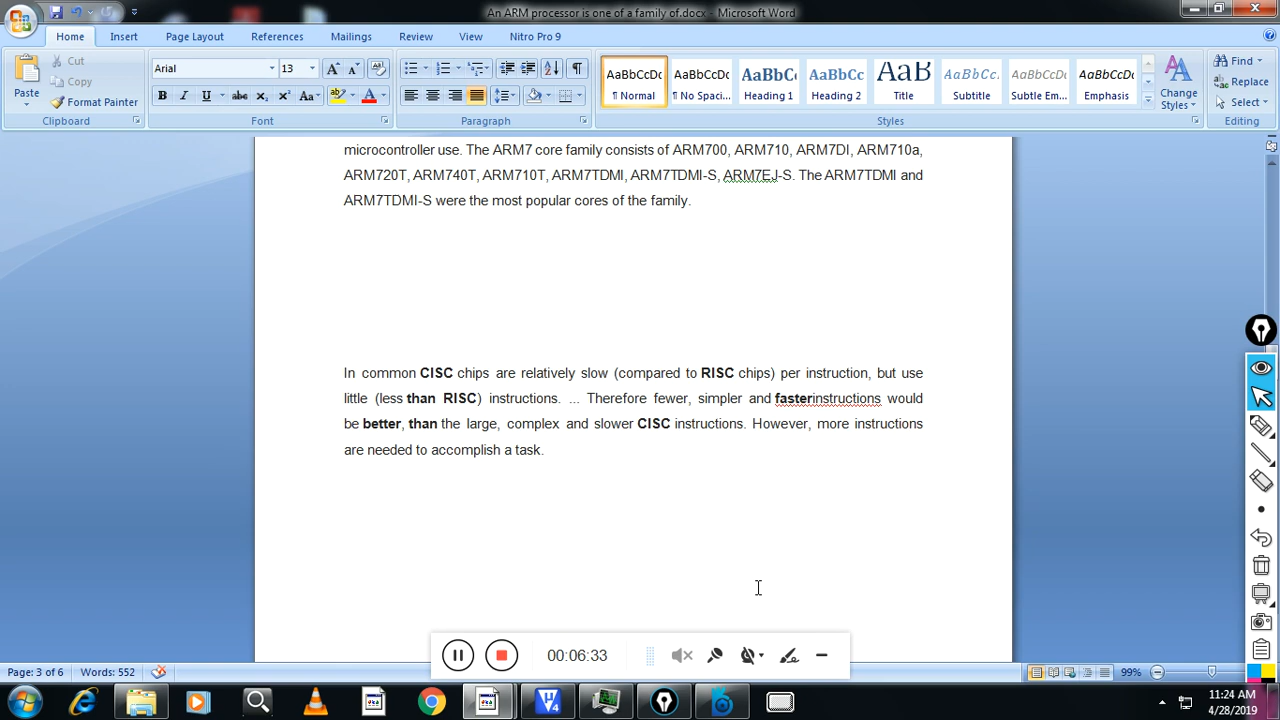 An ARM processor is one of a family of.docx - Microsoft Word
Home Insert Page Layout References Mailings Review View Nitro Pro 9
Paste
Cut
Copy
Format Painter
Clipboard
Arial 13
Font
Paragraph
AaBbCcDc AaBbCcDc AaBbCc AaBbCc AaB AaBbCc. AaBbCcDc AaBbCcDc
¶ Normal ¶ No Spaci... Heading 1 Heading 2 Title Subtitle Subtle Em... Emphasis
Change
Styles
Styles
Find
Replace
Select
Editing
microcontroller use. The ARM7 core family consists of ARM700, ARM710, ARM7DI, ARM710a,
ARM720T, ARM740T, ARM710T, ARM7TDMI, ARM7TDMI-S, ARM7EJ-S. The ARM7TDMI and
ARM7TDMI-S were the most popular cores of the family.
In common CISC chips are relatively slow (compared to RISC chips) per instruction, but use
little (less than RISC) instructions. ... Therefore fewer, simpler and fasterinstructions would
be better, than the large, complex and slower CISC instructions. However, more instructions
are needed to accomplish a task.
00:06:33
Page: 3 of 6 Words: 552
99%
11:24 AM
4/28/2019